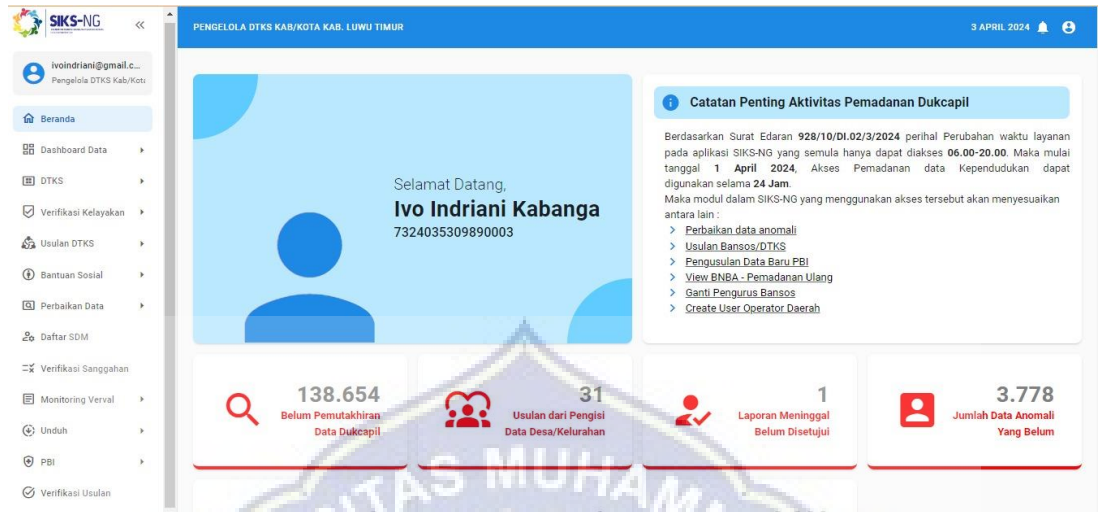 SIKS-NG
ivoindriani@gmail.c...
Pengelola DTKS Kab/Kota
Beranda
Dashboard Data
DTKS
Verifikasi Kelayakan
Usulan DTKS
Bantuan Sosial
Perbaikan Data
Daftar SDM
Verifikasi Sanggahan
Monitoring Verval
Unduh
PBI
Verifikasi Usulan
PENGELOLA DTKS KAB/KOTA KAB. LUWU TIMUR
3 APRIL 2024
Selamat Datang,
Ivo Indriani Kabanga
7324035309890003
Catatan Penting Aktivitas Pemadanan Dukcapil
Berdasarkan Surat Edaran 928/10/DI.02/3/2024 perihal Perubahan waktu layanan
pada aplikasi SIKS-NG yang semula hanya dapat diakses 06.00-20.00. Maka mulai
tanggal 1 April 2024, Akses Pemadanan data Kependudukan dapat
digunakan selama 24 Jam.
Maka modul dalam SIKS-NG yang menggunakan akses tersebut akan menyesuaikan
antara lain :
Perbaikan data anomali
Usulan Bansos/DTKS
Pengusulan Data Baru PBI
View BNBA - Pemadanan Ulang
Ganti Pengurus Bansos
Create User Operator Daerah
138.654
Belum Pemutakhiran
Data Dukcapil
31
Usulan dari Pengisi
Data Desa/Kelurahan
1
Laporan Meninggal
Belum Disetujui
3.778
Jumlah Data Anomali
Yang Belum